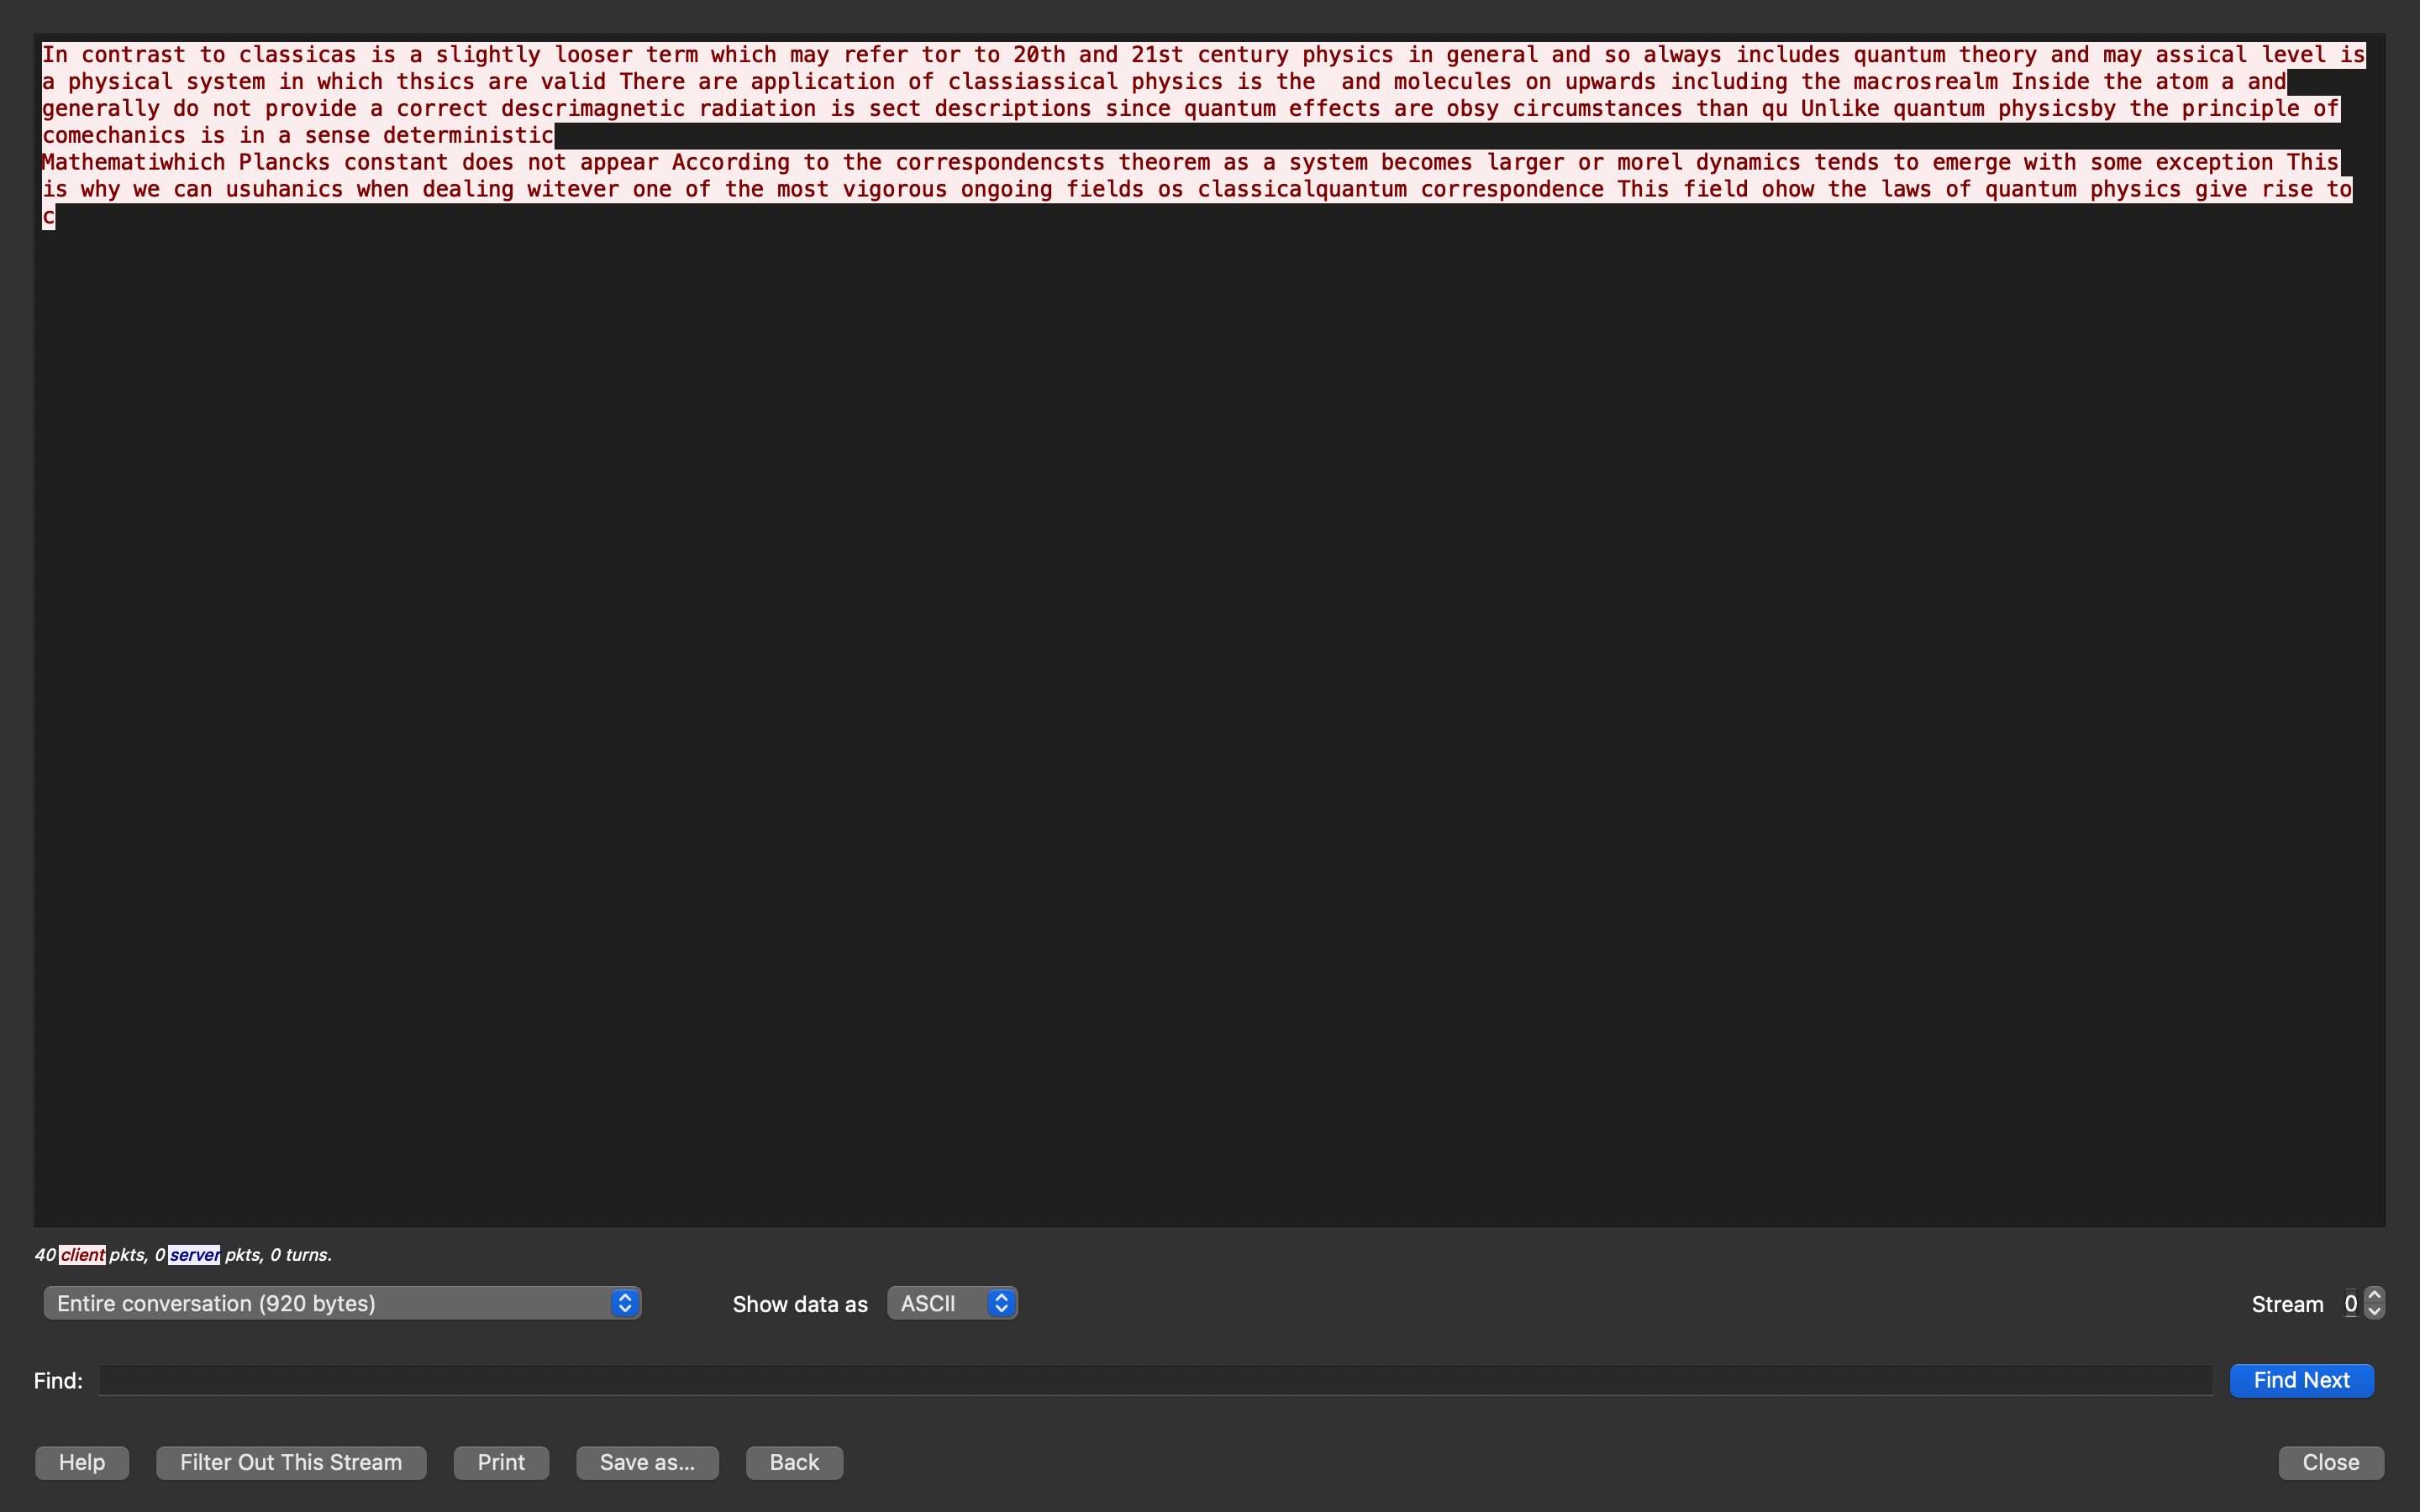 In contrast to classicas is a slightly looser term which may refer tor to 20th and 21st century physics in general and so always includes quantum theory and may assical level is
a physical system in which thsics are valid There are application of classiassical physics is the  and molecules on upwards including the macrosrealm Inside the atom a and
generally do not provide a correct descrimagnetic radiation is sect descriptions since quantum effects are obsy circumstances than qu Unlike quantum physicsby the principle of
comechanics is in a sense deterministic
Mathematiwhich Plancks constant does not appear According to the correspondencsts theorem as a system becomes larger or morel dynamics tends to emerge with some exception This
is why we can usuhanics when dealing witever one of the most vigorous ongoing fields os classicalquantum correspondence This field ohow the laws of quantum physics give rise to
c
40 client pkts, 0 server pkts, 0 turns.
Entire conversation (920 bytes) Show data as ASCII Stream 0
Find: Find Next
Help Filter Out This Stream Print Save as... Back Close